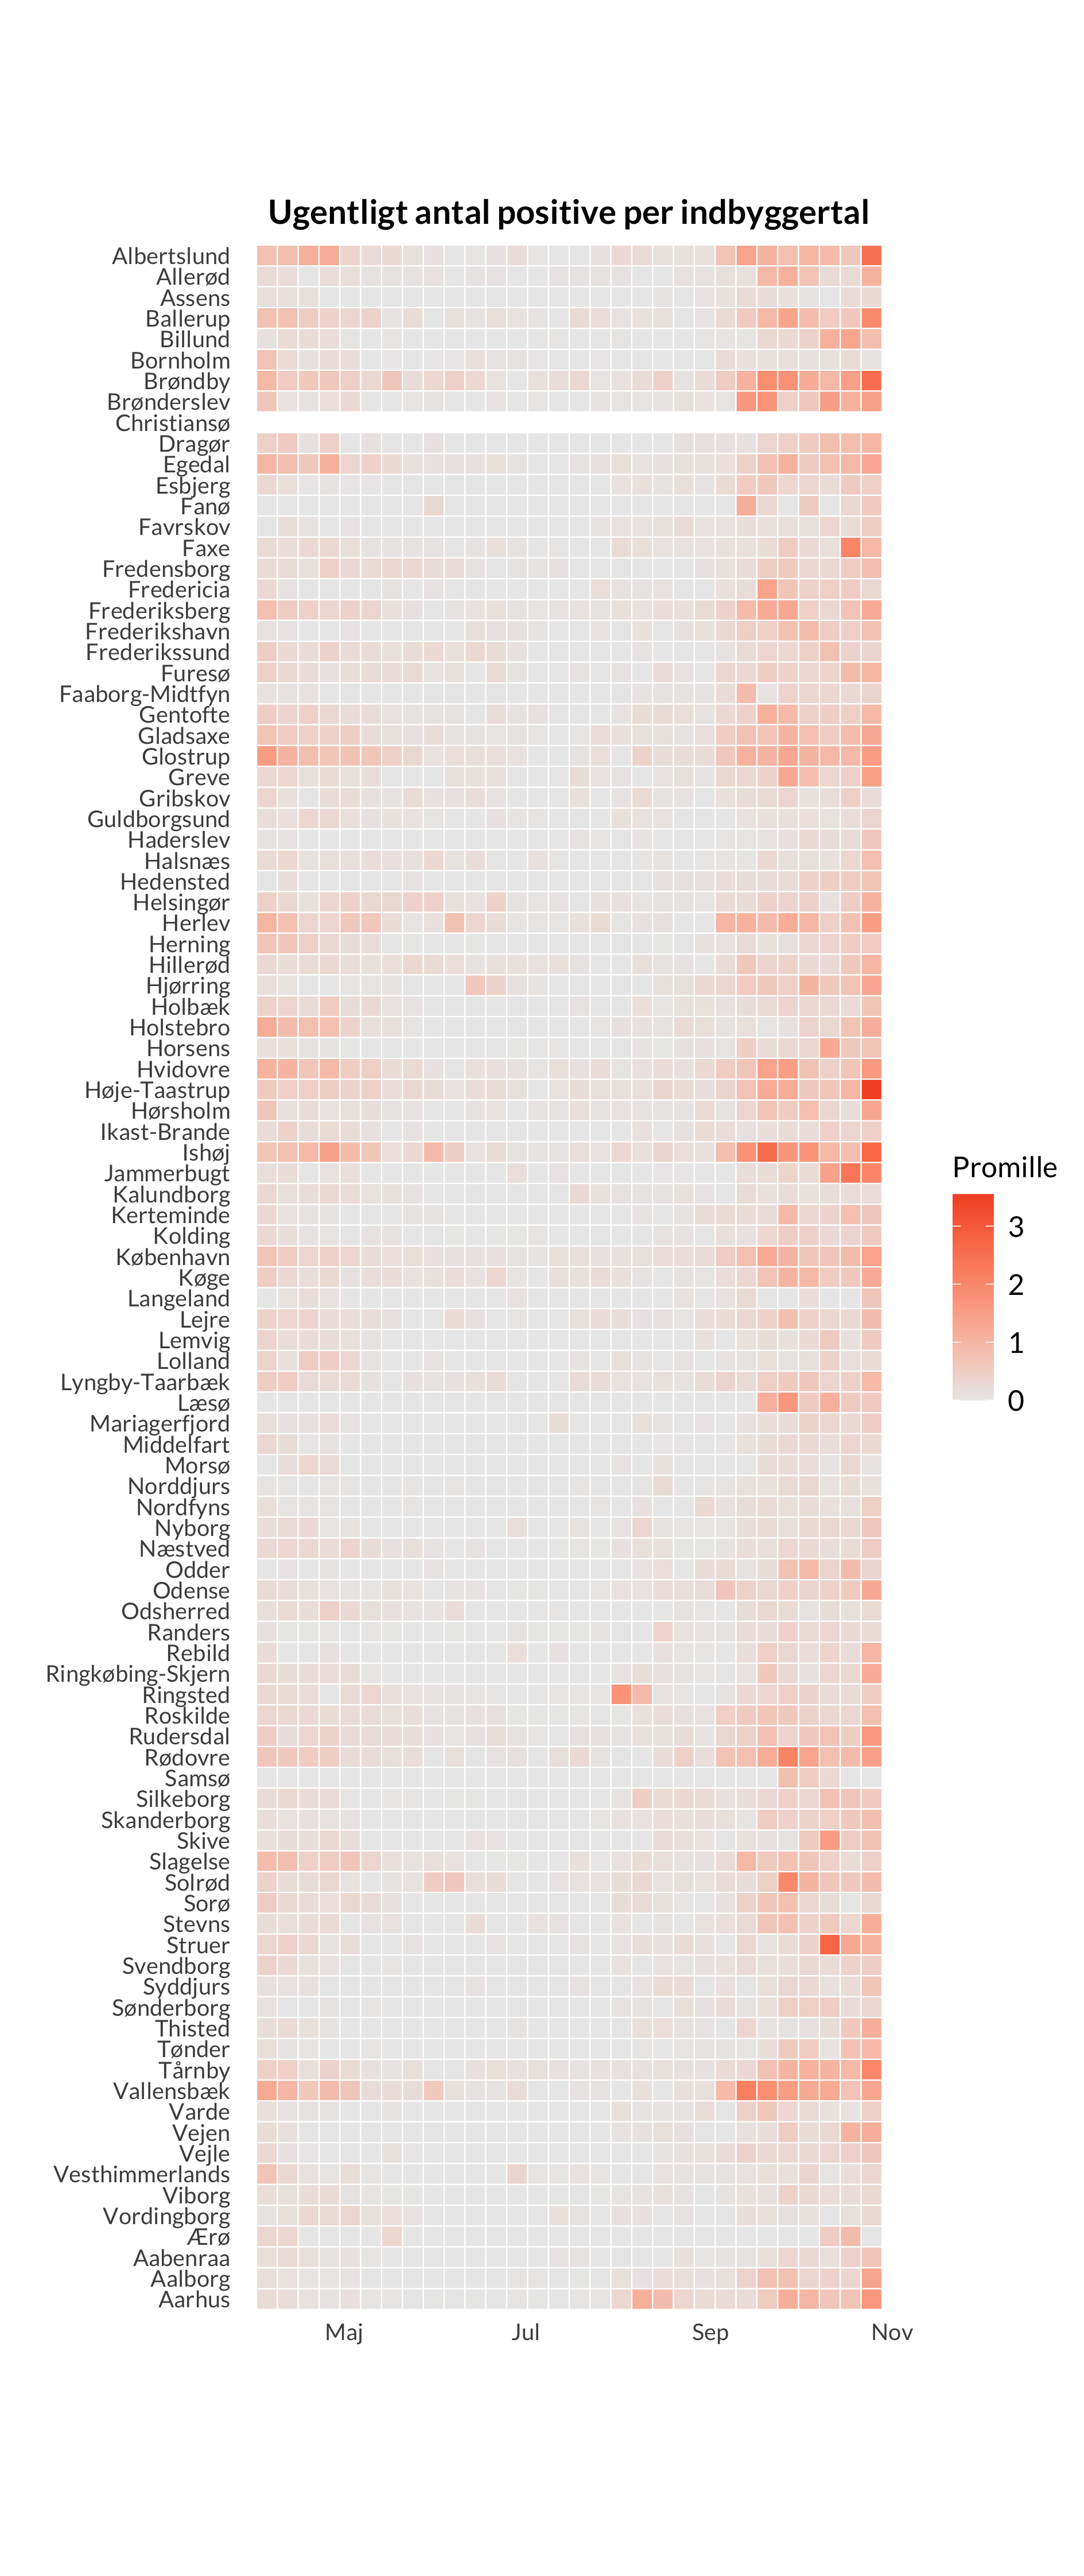 Ugentligt antal positive per indbyggertal
Albertslund
Allerød
Assens
Ballerup
Billund
Bornholm
Brøndby
Brønderslev
Christiansø
Dragør
Egedal
Esbjerg
Fanø
Favrskov
Faxe
Fredensborg
Fredericia
Frederiksberg
Frederikshavn
Frederikssund
Furesø
Faaborg-Midtfyn
Gentofte
Gladsaxe
Glostrup
Greve
Gribskov
Guldborgsund
Haderslev
Halsnæs
Hedensted
Helsingør
Herlev
Herning
Hillerød
Hjørring
Holbæk
Holstebro
Horsens
Hvidovre
Høje-Taastrup
Hørsholm
Ikast-Brande
Ishøj
Jammerbugt
Kalundborg
Kerteminde
Kolding
København
Køge
Langeland
Lejre
Lemvig
Lolland
Lyngby-Taarbæk
Læsø
Mariagerfjord
Middelfart
Morsø
Norddjurs
Nordfyns
Nyborg
Næstved
Odder
Odense
Odsherred
Randers
Rebild
Ringkøbing-Skjern
Ringsted
Roskilde
Rudersdal
Rødovre
Samsø
Silkeborg
Skanderborg
Skive
Slagelse
Solrød
Sorø
Stevns
Struer
Svendborg
Syddjurs
Sønderborg
Thisted
Tønder
Tårnby
Vallensbæk
Varde
Vejen
Vejle
Vesthimmerlands
Viborg
Vordingborg
Ærø
Aabenraa
Aalborg
Aarhus
Maj Jul Sep Nov
Promille
3
2
1
0